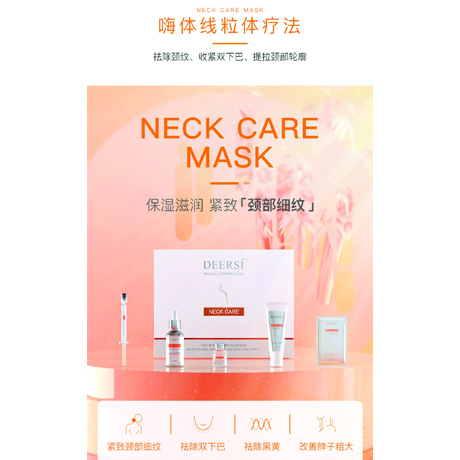 NECK CARE MASK
嗨体线粒体疗法
祛除颈纹、收紧双下巴、提拉颈部轮廓
NECK CARE
MASK
保湿滋润 紧致「颈部细纹」
DEERSI
NECK CARE
紧致颈部细纹
祛除双下巴
祛除黑黄
改善脖子粗大